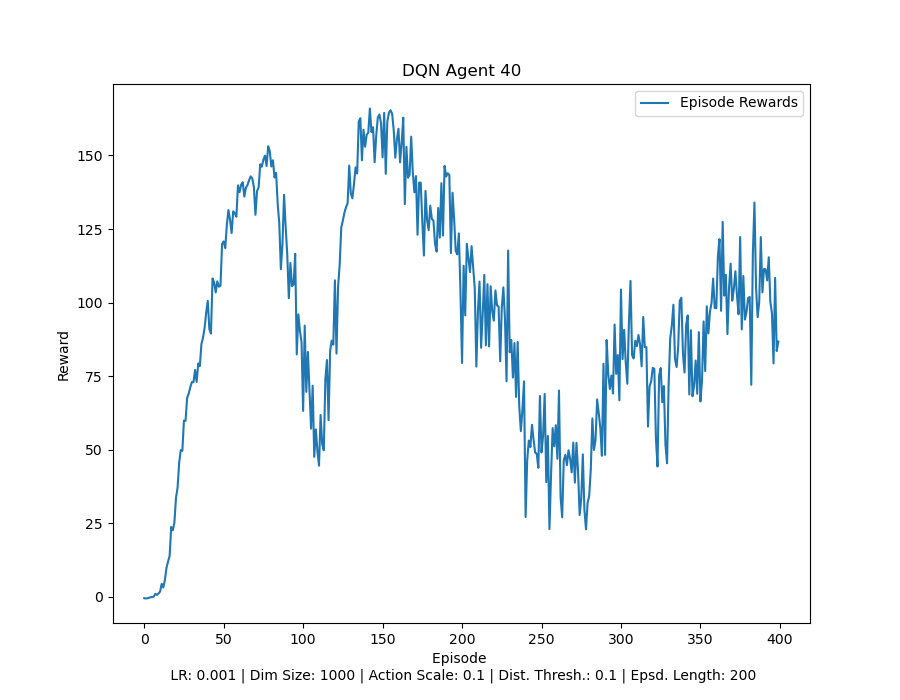 DQN Agent 40
Episode Rewards
150
125
100
75
50
25
0
Reward
0 50 100 150 200 250 300 350 400
Episode
LR: 0.001 | Dim Size: 1000 | Action Scale: 0.1 | Dist. Thresh.: 0.1 | Epsd. Length: 200